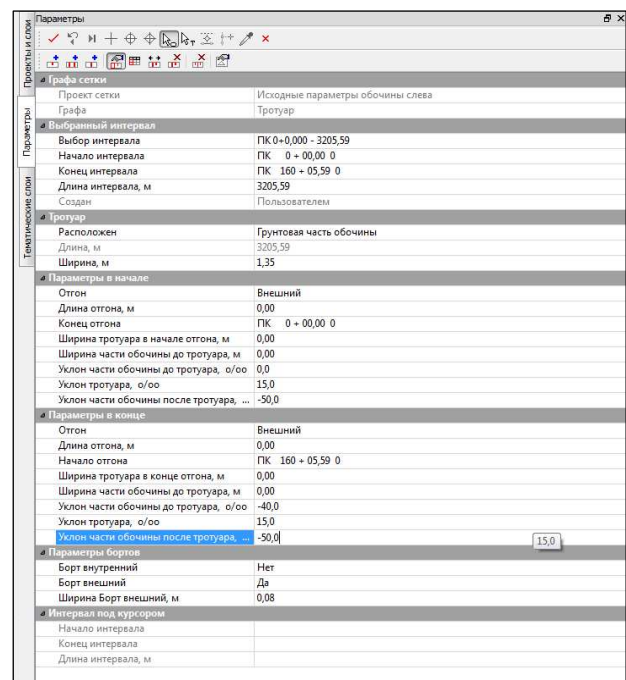 Параметры
Проекты и слои
Параметры
Тематические слои
Графа сетки
Проект сетки Исходные параметры обочины слева
Графа Тротуар
Выбранный интервал
Выбор интервала ПК 0+0,000 - 3205,59
Начало интервала ПК 0 + 00,00 0
Конец интервала ПК 160 + 05,59 0
Длина интервала, м 3205,59
Создан Пользователем
Тротуар
Расположен Грунтовая часть обочины
Длина, м 3205,59
Ширина, м 1,35
Параметры в начале
Отгон Внешний
Длина отгона, м 0,00
Конец отгона ПК 0 + 00,00 0
Ширина тротуара в начале отгона, м 0,00
Ширина части обочины до тротуара, м 0,00
Уклон части обочины до тротуара, о/оо 0,0
Уклон тротуара, о/оо 15,0
Уклон части обочины после тротуара, ... -50,0
Параметры в конце
Отгон Внешний
Длина отгона, м 0,00
Начало отгона ПК 160 + 05,59 0
Ширина тротуара в конце отгона, м 0,00
Ширина части обочины до тротуара, м 0,00
Уклон части обочины до тротуара, о/оо -40,0
Уклон тротуара, о/оо 15,0
Уклон части обочины после тротуара, ... -50,0
15,0
Параметры бортов
Борт внутренний Нет
Борт внешний Да
Ширина Борт внешний, м 0,08
Интервал под курсором
Начало интервала
Конец интервала
Длина интервала, м